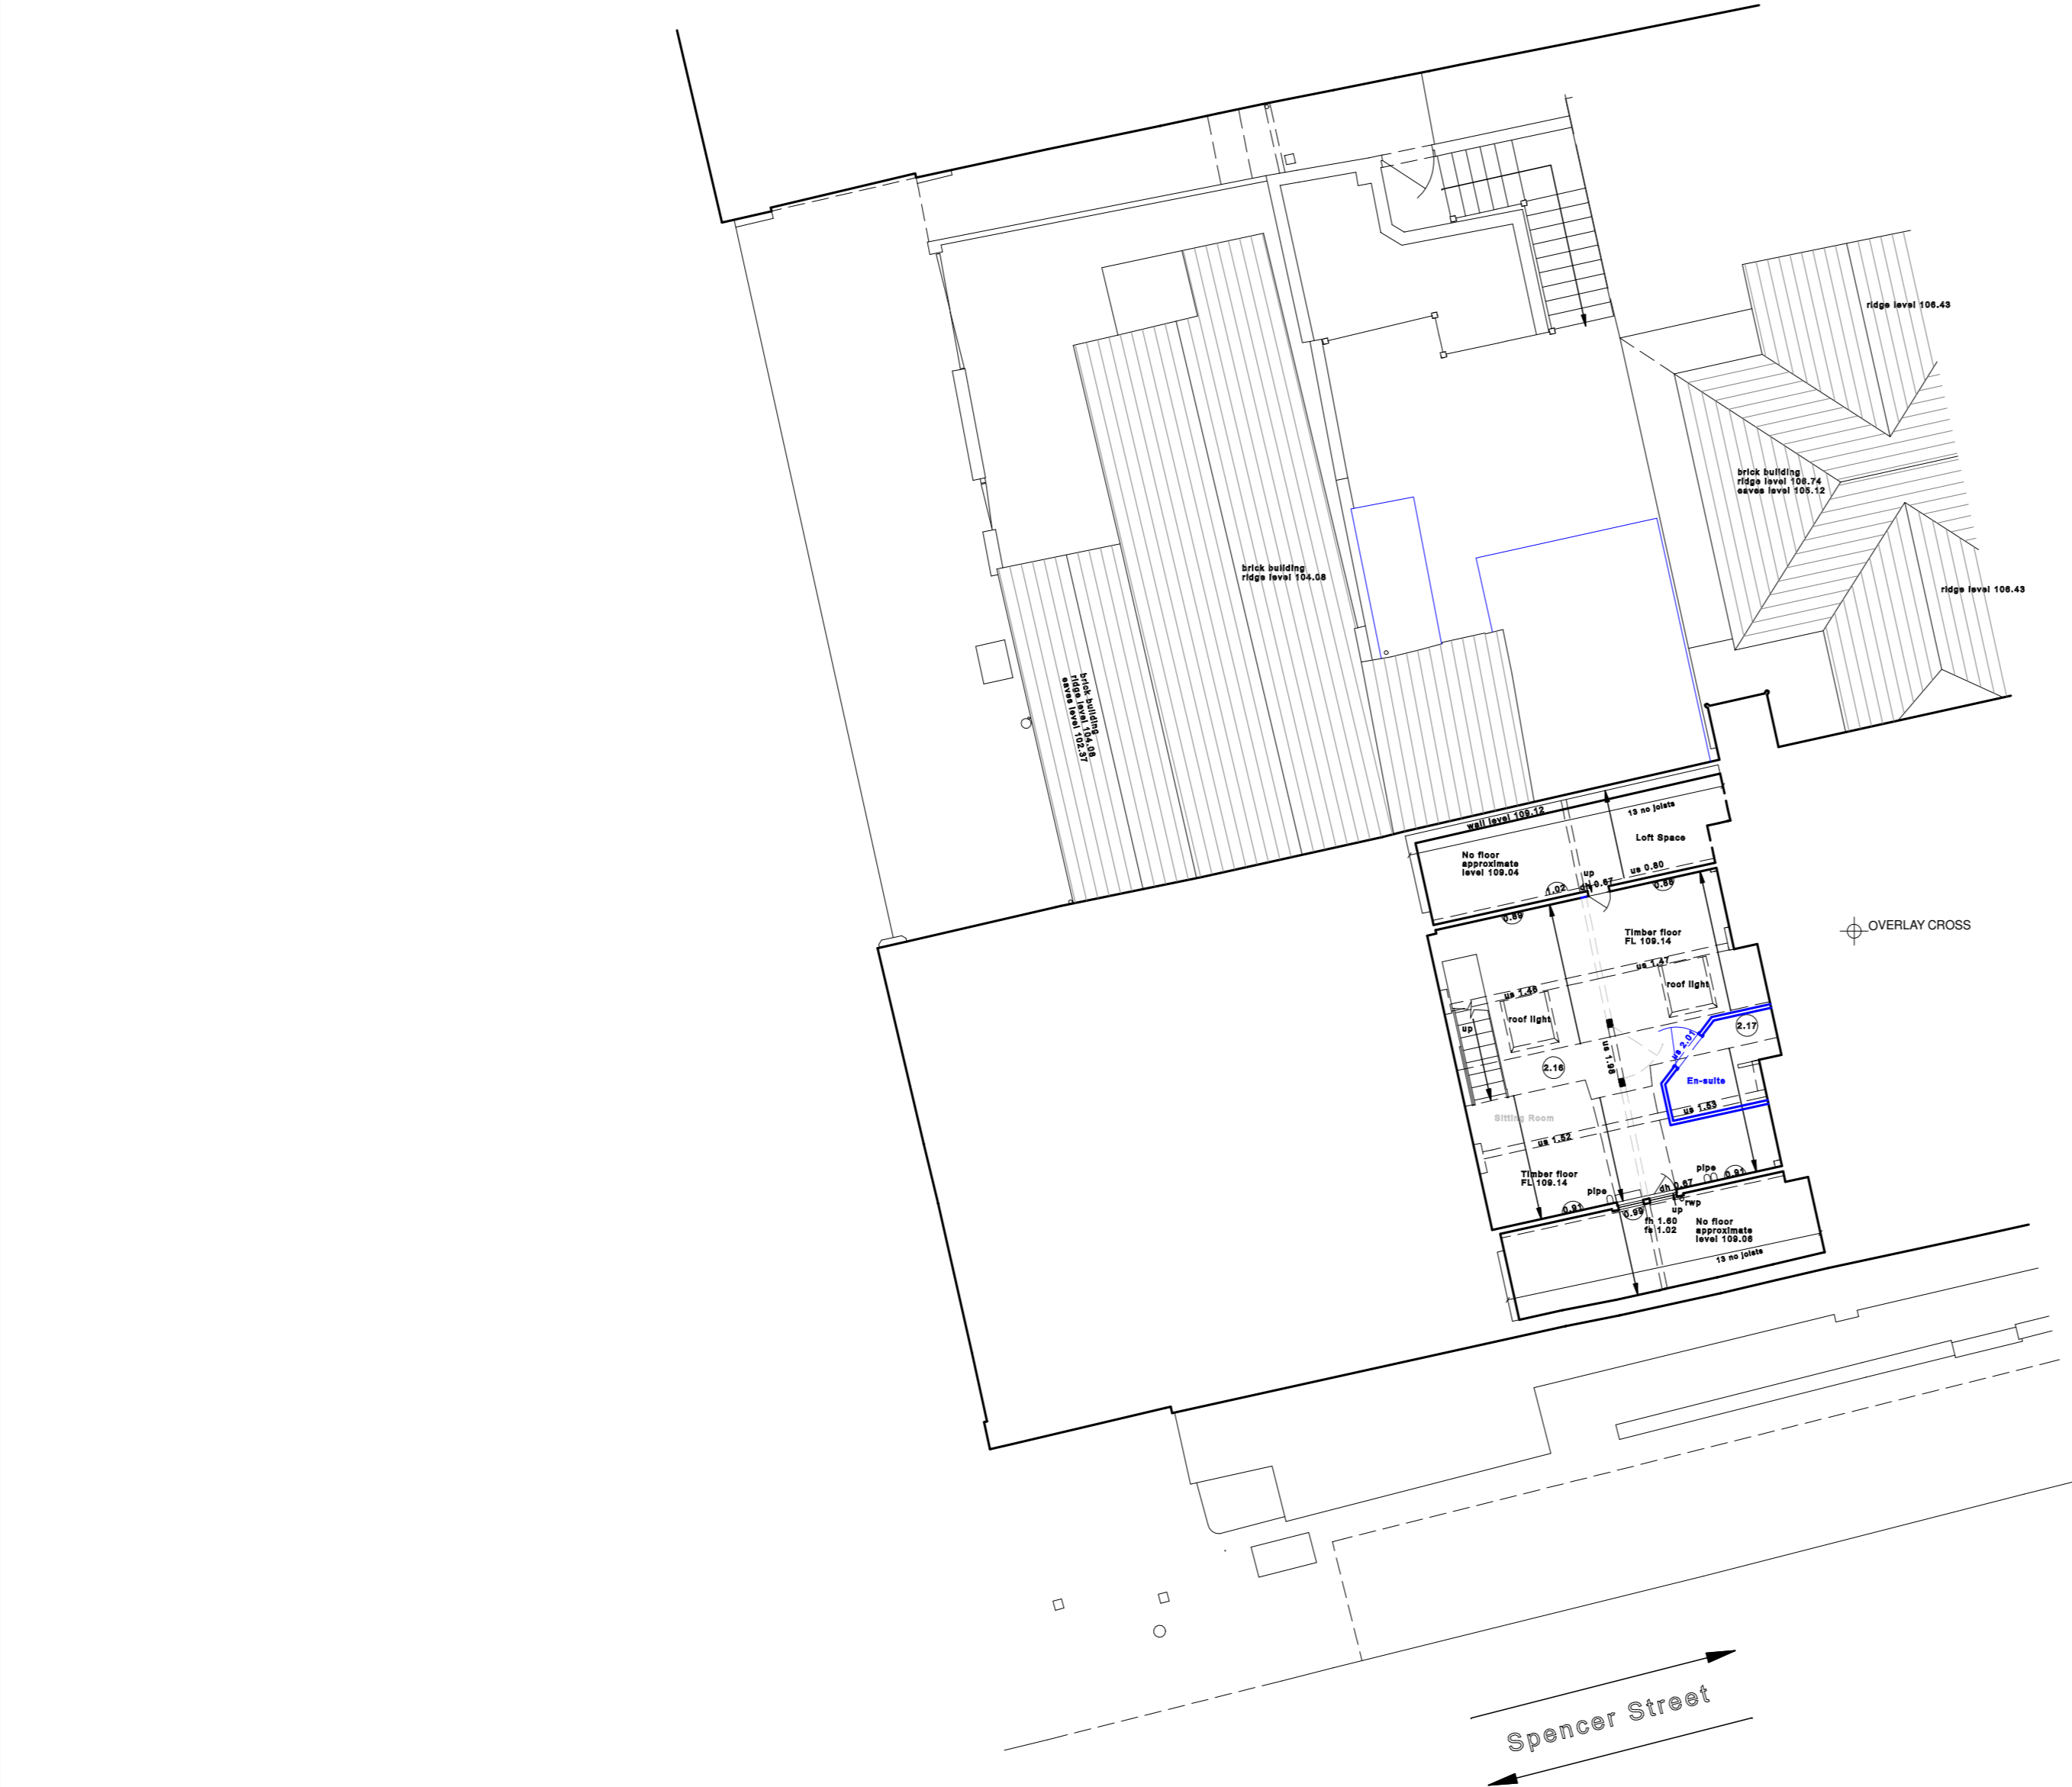 ridge level 106.43
brick building
ridge level 106.74
eaves level 105.12
brick building
ridge level 104.08
ridge level 106.43
brick building
ridge level 104.08
eaves level 102.37
wall level 109.12
13 no joists
Loft Space
No floor
approximate
level 109.04
us 0.80
up
dh 0.67
1.02
0.86
0.89
Timber floor
FL 109.14
OVERLAY CROSS
us 1.47
roof light
us 1.46
roof light
up
2.17
us 2.01
us 1.98
2.16
En-suite
us 1.53
Sitting Room
us 1.52
Timber floor
FL 109.14
pipe
0.91
pipe
dh 0.67
0.91
rwp
up
0.99
fh 1.60
fs 1.02
No floor
approximate
level 109.06
13 no joists
Spencer Street